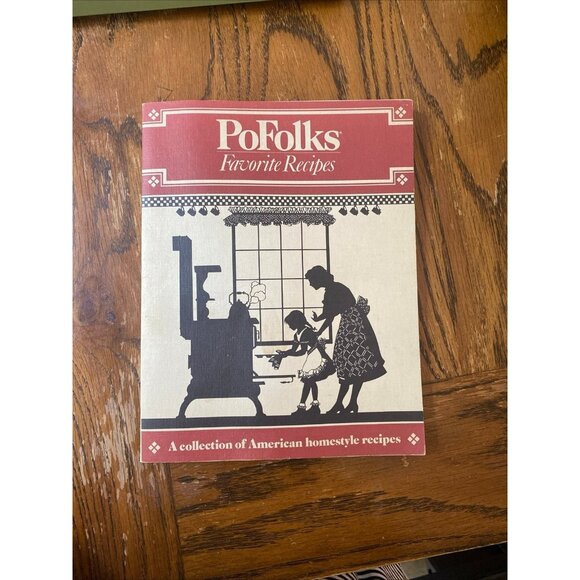 PoFolks®
Favorite Recipes
A collection of American homestyle recipes